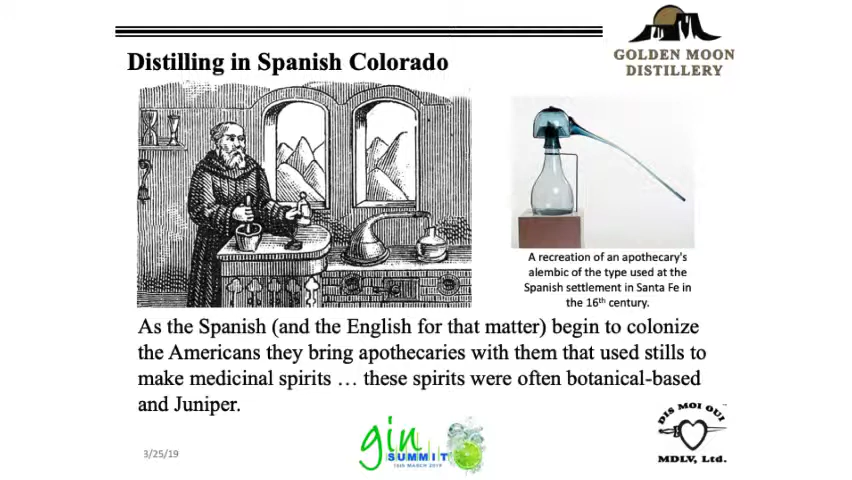 GOLDEN MOON
DISTILLERY
Distilling in Spanish Colorado
A recreation of an apothecary's
alembic of the type used at the
Spanish settlement in Santa Fe in
the 16th century.
As the Spanish (and the English for that matter) begin to colonize
the Americans they bring apothecaries with them that used stills to
make medicinal spirits … these spirits were often botanical-based
and Juniper.
gin
SUMMIT
15th MARCH 2019
DIS MOI OUI
MDLV, Ltd.
3/25/19